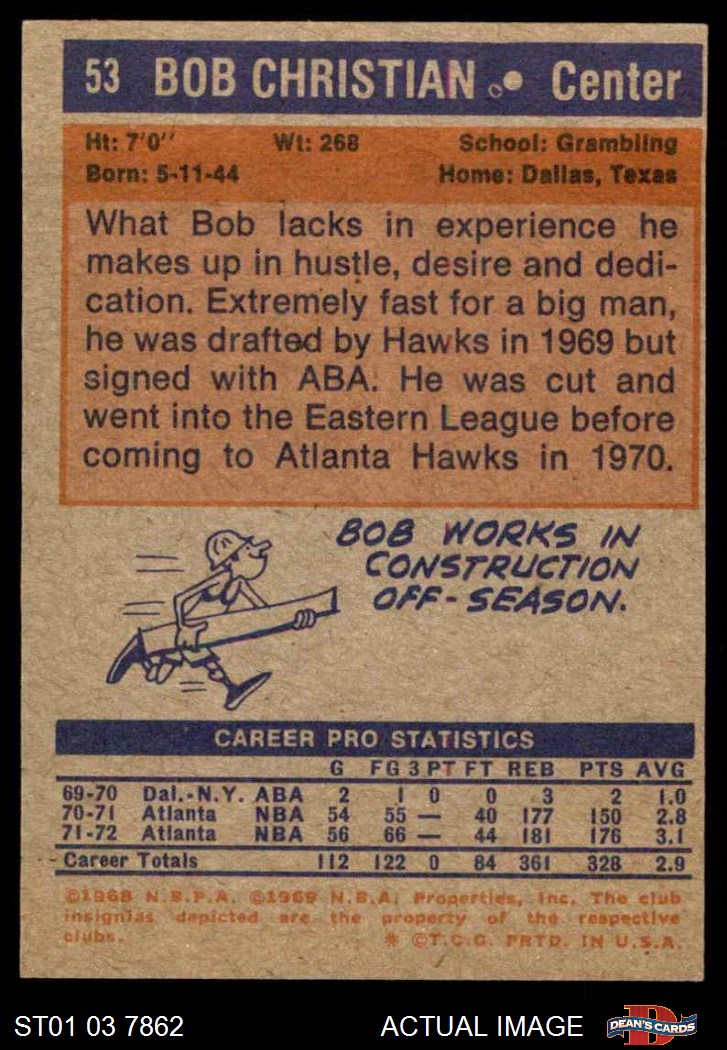 53 BOB CHRISTIAN Center
Ht: 7'0'' Wt: 268 School: Grambling
Born: 5-11-44 Home: Dallas, Texas
What Bob lacks in experience he
makes up in hustle, desire and dedi-
cation. Extremely fast for a big man,
he was drafted by Hawks in 1969 but
signed with ABA. He was cut and
went into the Eastern League before
coming to Atlanta Hawks in 1970.
BOB WORKS IN
CONSTRUCTION
OFF-SEASON.
CAREER PRO STATISTICS
G FG 3 PT FT REB PTS AVG
69-70 Dal.-N.Y. ABA 2 1 0 0 3 2 1.0
70-71 Atlanta NBA 54 55 — 40 177 150 2.8
71-72 Atlanta NBA 56 66 — 44 181 176 3.1
Career Totals 112 122 0 84 361 328 2.9
©1968 N.B.P.A. ©1969 N.B.A. Properties, Inc. The club
insignias depicted are the property of the respective
clubs. * ©T.C.G. PRTD. IN U.S.A.
ST01 03 7862 ACTUAL IMAGE DEAN'S CARDS